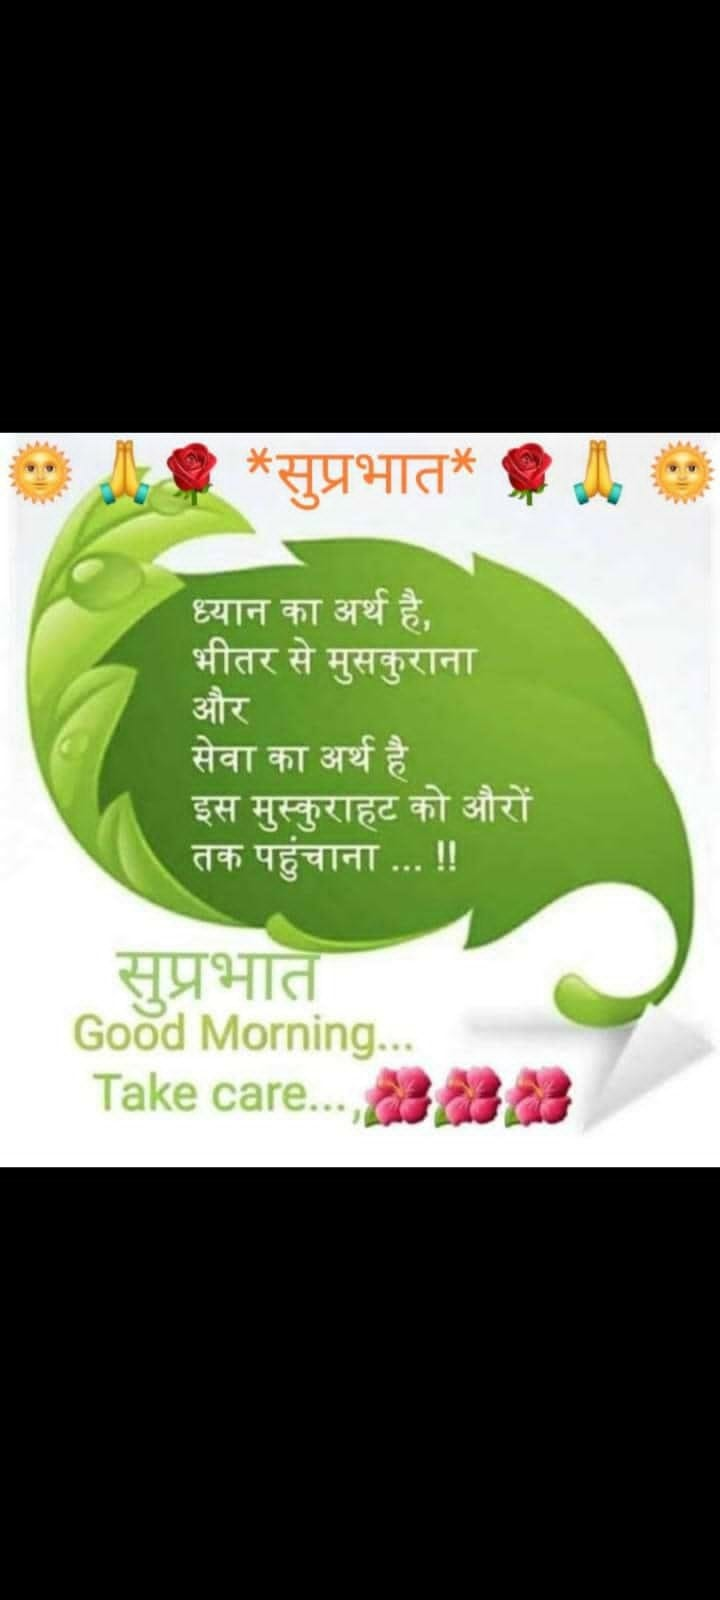 🌞 🙏🌹 *सुप्रभात* 🌹🙏 🌞
ध्यान का अर्थ है,
भीतर से मुसकुराना
और
सेवा का अर्थ है
इस मुस्कुराहट को औरों
तक पहुंचाना ... !!
सुप्रभात
Good Morning...
Take care...,🌺🌺🌺